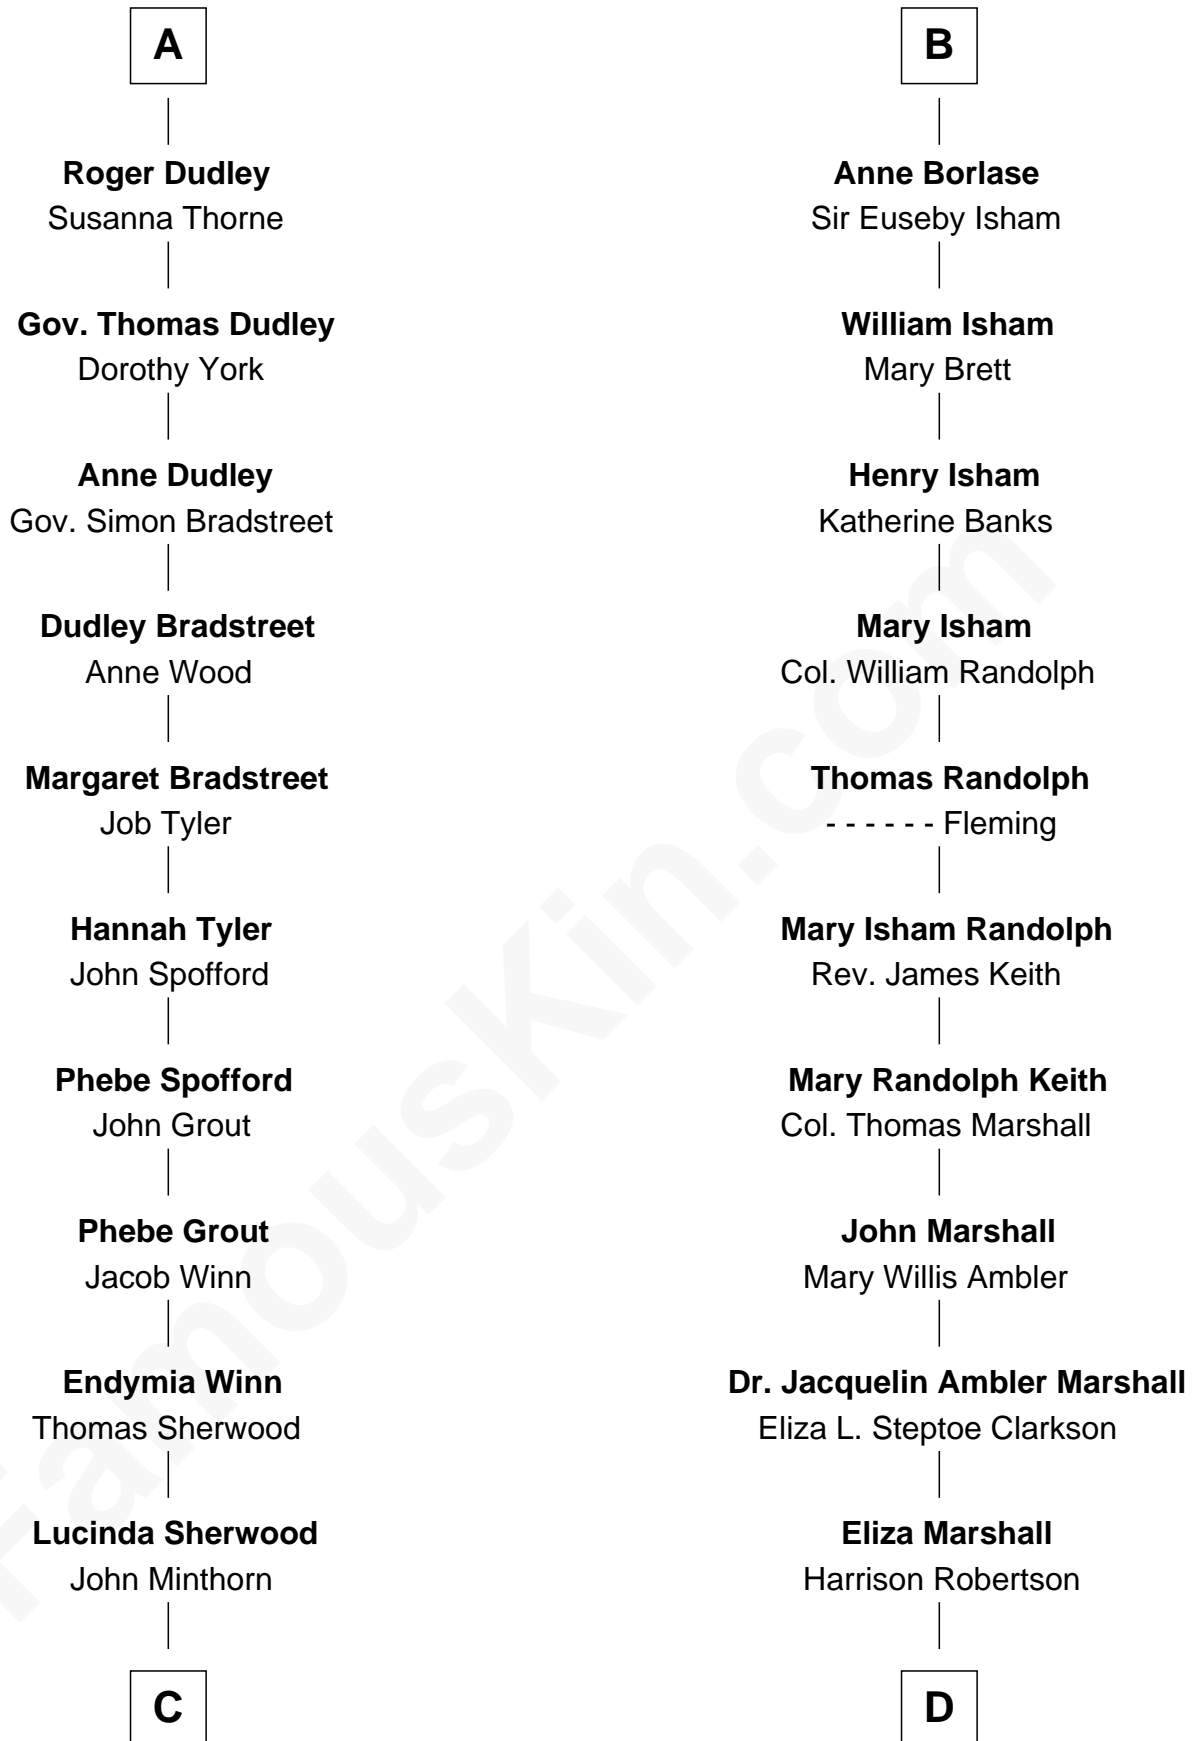 A
Roger Dudley
Susanna Thorne
Gov. Thomas Dudley
Dorothy York
Anne Dudley
Gov. Simon Bradstreet
Dudley Bradstreet
Anne Wood
Margaret Bradstreet
Job Tyler
Hannah Tyler
John Spofford
Phebe Spofford
John Grout
Phebe Grout
Jacob Winn
Endymia Winn
Thomas Sherwood
Lucinda Sherwood
John Minthorn
C
B
Anne Borlase
Sir Euseby Isham
William Isham
Mary Brett
Henry Isham
Katherine Banks
Mary Isham
Col. William Randolph
Thomas Randolph
- - - - - - Fleming
Mary Isham Randolph
Rev. James Keith
Mary Randolph Keith
Col. Thomas Marshall
John Marshall
Mary Willis Ambler
Dr. Jacquelin Ambler Marshall
Eliza L. Steptoe Clarkson
Eliza Marshall
Harrison Robertson
D
FamousKin.com